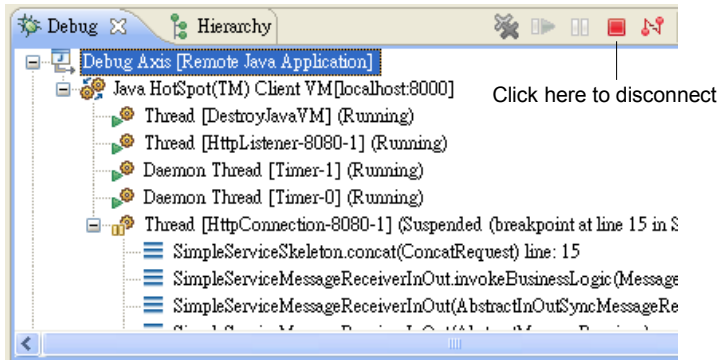 Debug Hierarchy
Debug Axis [Remote Java Application]
Java HotSpot(TM) Client VM[localhost:8000]
Click here to disconnect
Thread [DestroyJavaVM] (Running)
Thread [HttpListener-8080-1] (Running)
Daemon Thread [Timer-1] (Running)
Daemon Thread [Timer-0] (Running)
Thread [HttpConnection-8080-1] (Suspended (breakpoint at line 15 in S
SimpleServiceSkeleton.concat(ConcatRequest) line: 15
SimpleServiceMessageReceiverInOut.invokeBusinessLogic(Message
SimpleServiceMessageReceiverInOut(AbstractInOutSyncMessageRe